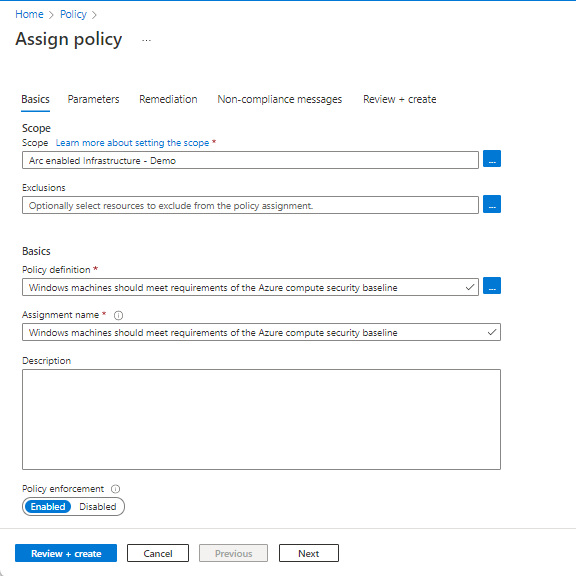 Home > Policy >
Assign policy ...
Basics Parameters Remediation Non-compliance messages Review + create
Scope
Scope Learn more about setting the scope *
Arc enabled Infrastructure - Demo ...
Exclusions
Optionally select resources to exclude from the policy assignment. ...
Basics
Policy definition *
Windows machines should meet requirements of the Azure compute security baseline ...
Assignment name *
Windows machines should meet requirements of the Azure compute security baseline
Description
Policy enforcement
Enabled Disabled
Review + create Cancel Previous Next